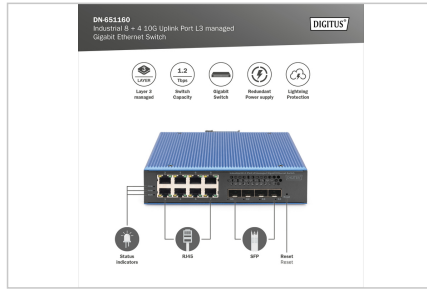 DN-651160
Industrial 8 + 4 10G Uplink Port L3 managed
Gigabit Ethernet Switch
DIGITUS®
3
LAYER
1.2
Tbps
Layer 3
managed
Switch
Capacity
Gigabit
Switch
Redundant
Power supply
Lightning
Protection
Status
indicators
RJ45
SFP
Reset
Reset